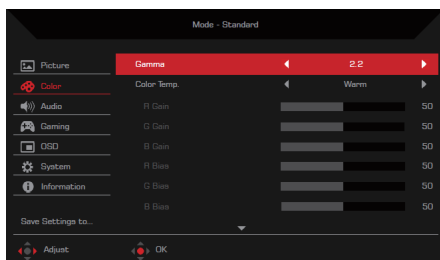 Mode - Standard
Picture
Gamma 2.2
Color
Color Temp. Warm
Audio
R Gain 50
Gaming
G Gain 50
OSD
B Gain 50
System
R Bias 50
Information
G Bias 50
B Bias 50
Save Settings to...
Adjust OK